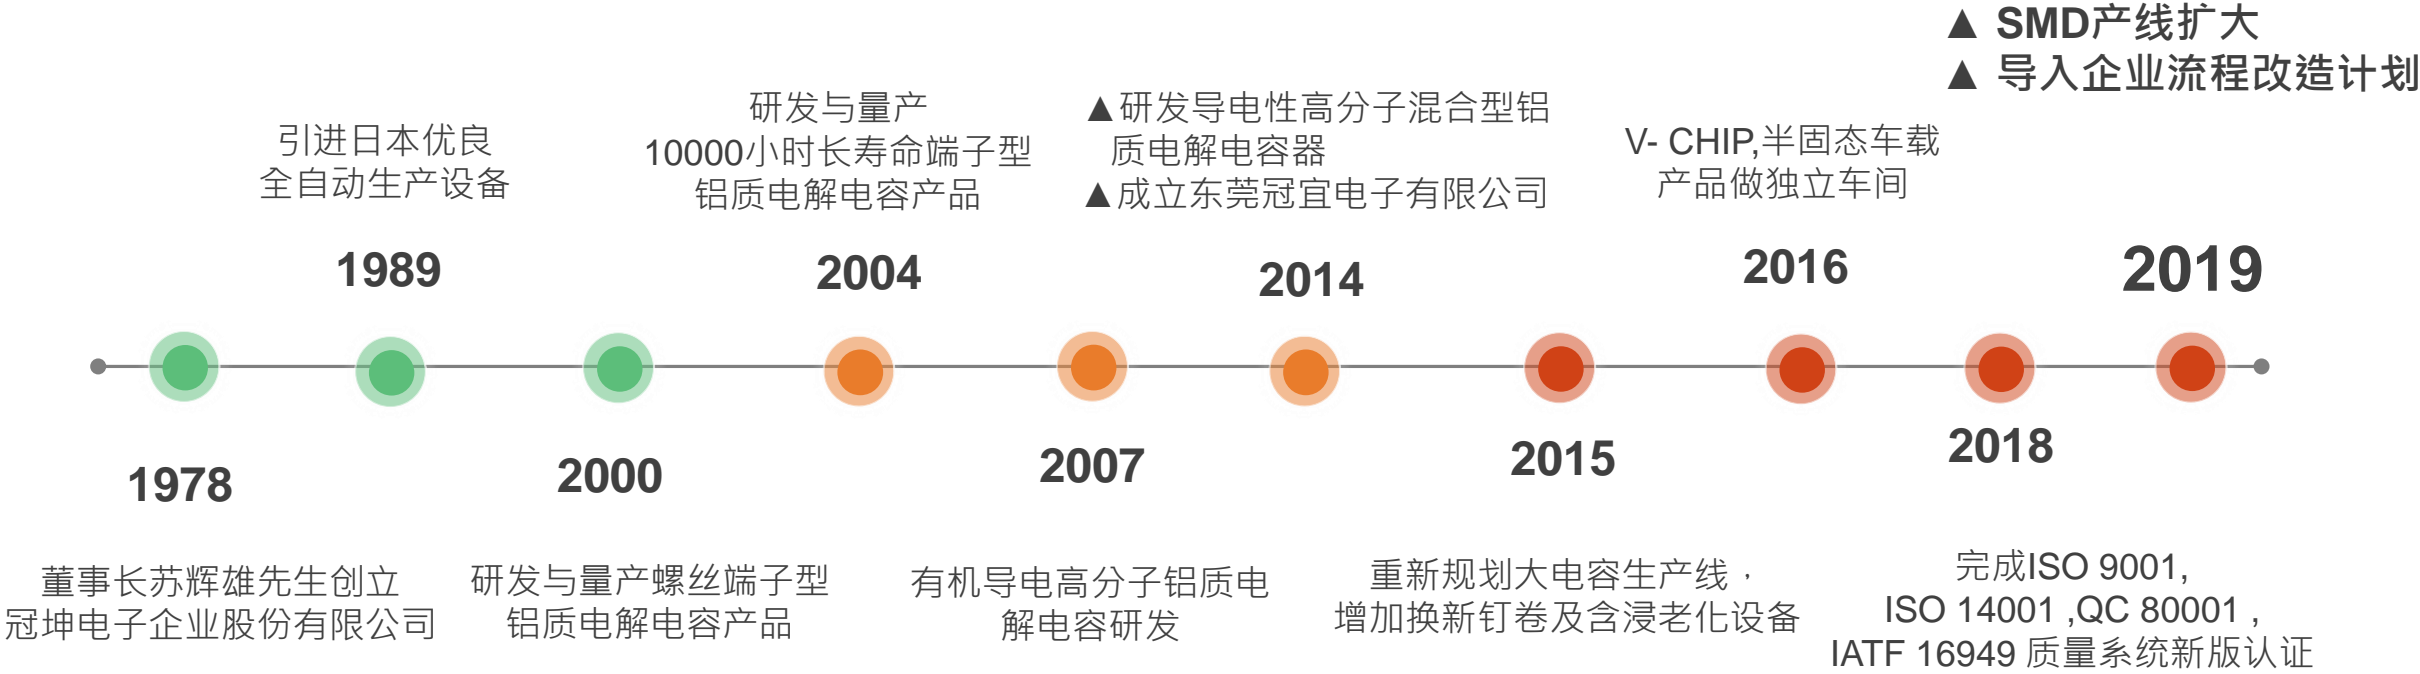 ▲ SMD产线扩大
▲ 导入企业流程改造计划
引进日本优良
全自动生产设备
1989
研发与量产
10000小时长寿命端子型
铝质电解电容产品
2004
▲研发导电性高分子混合型铝
质电解电容器
▲成立东莞冠宜电子有限公司
2014
V- CHIP,半固态车载
产品做独立车间
2016
2019
1978
董事长苏辉雄先生创立
冠坤电子企业股份有限公司
2000
研发与量产螺丝端子型
铝质电解电容产品
2007
有机导电高分子铝质电
解电容研发
2015
重新规划大电容生产线，
增加换新钉卷及含浸老化设备
2018
完成ISO 9001,
ISO 14001 ,QC 80001 ,
IATF 16949 质量系统新版认证